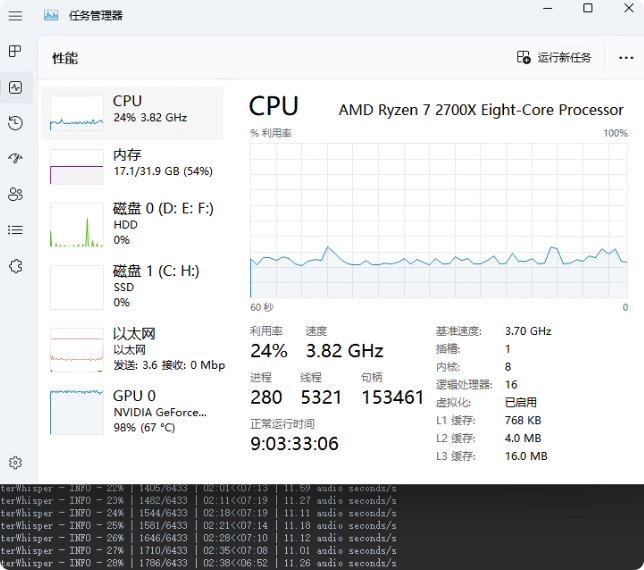 任务管理器
性能
运行新任务
CPU
24% 3.82 GHz
内存
17.1/31.9 GB (54%)
磁盘 0 (D: E: F:)
HDD
0%
磁盘 1 (C: H:)
SSD
0%
以太网
以太网
发送: 3.6 接收: 0 Mbp
GPU 0
NVIDIA GeForce...
98% (67 °C)
CPU
AMD Ryzen 7 2700X Eight-Core Processor
% 利用率
100%
60 秒
0
利用率
速度
24%
3.82 GHz
进程
线程
句柄
280
5321
153461
正常运行时间
9:03:33:06
基准速度: 3.70 GHz
插槽: 1
内核: 8
逻辑处理器: 16
虚拟化: 已启用
L1 缓存: 768 KB
L2 缓存: 4.0 MB
L3 缓存: 16.0 MB
terWhisper - INFO - 22% | 1405/6433 | 02:01<<07:13 | 11.59 audio seconds/s
terWhisper - INFO - 23% | 1482/6433 | 02:11<<07:19 | 11.27 audio seconds/s
terWhisper - INFO - 24% | 1544/6433 | 02:18<<07:19 | 11.11 audio seconds/s
terWhisper - INFO - 25% | 1581/6433 | 02:21<<07:14 | 11.18 audio seconds/s
terWhisper - INFO - 26% | 1646/6433 | 02:28<<07:10 | 11.12 audio seconds/s
terWhisper - INFO - 27% | 1710/6433 | 02:35<<07:08 | 11.01 audio seconds/s
terWhisper - INFO - 28% | 1786/6433 | 02:38<<06:52 | 11.26 audio seconds/s